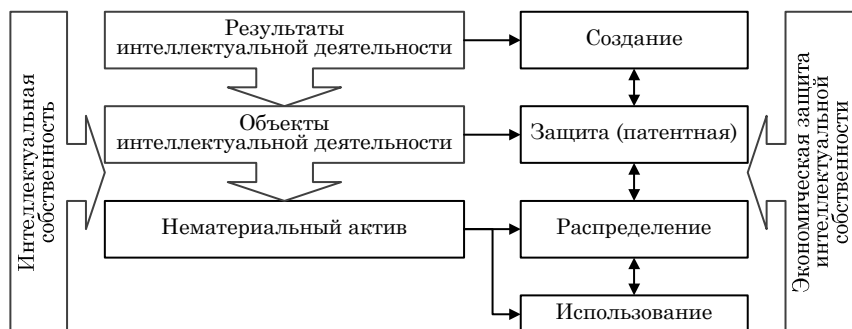 Интеллектуальная
собственность
Результаты
интеллектуальной деятельности
Объекты
интеллектуальной деятельности
Нематериальный актив
Создание
Защита (патентная)
Распределение
Использование
Экономическая защита
интеллектуальной
собственности